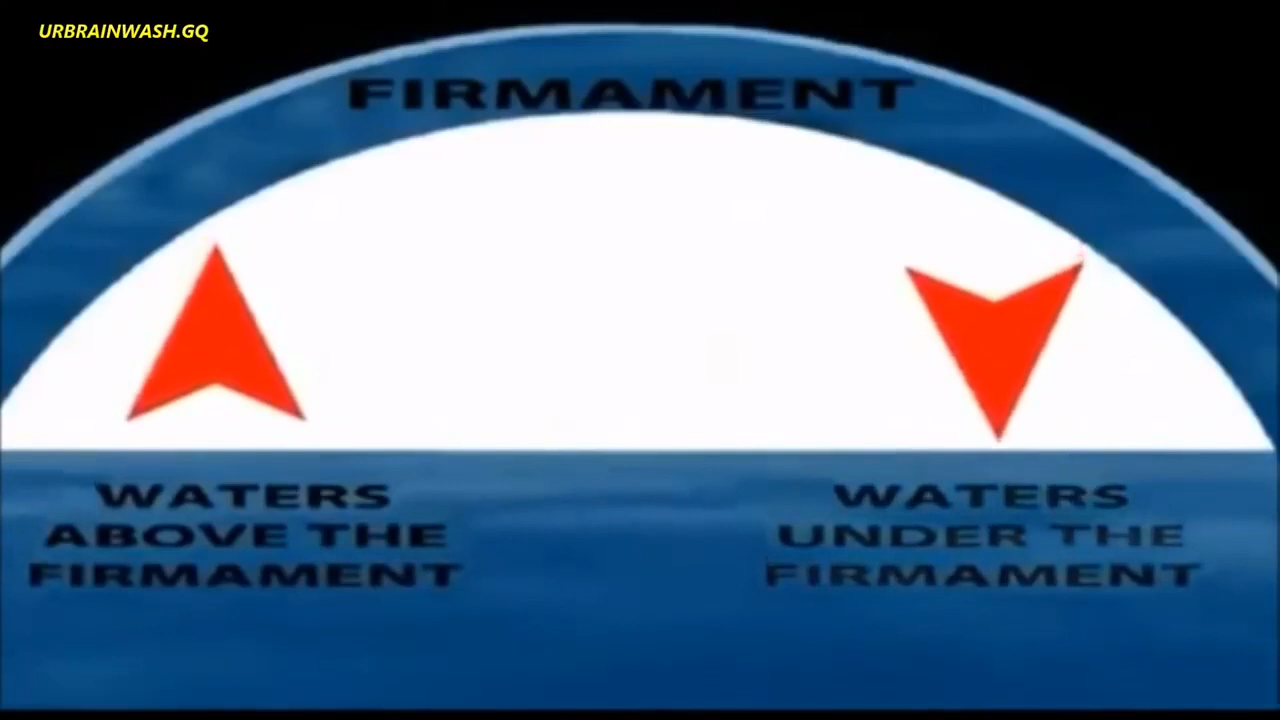 URBRAINWASH.GQ
FIRMAMENT
WATERS
ABOVE THE
FIRMAMENT
WATERS
UNDER THE
FIRMAMENT